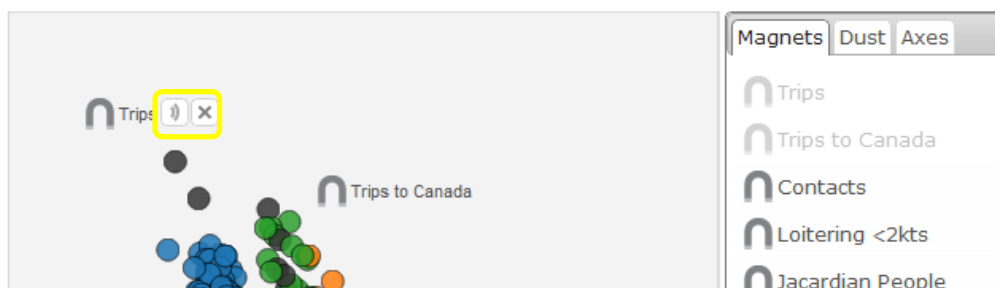 Trips
Trips to Canada
Magnets Dust Axes
Trips
Trips to Canada
Contacts
Loitering <2kts
Jacardian People